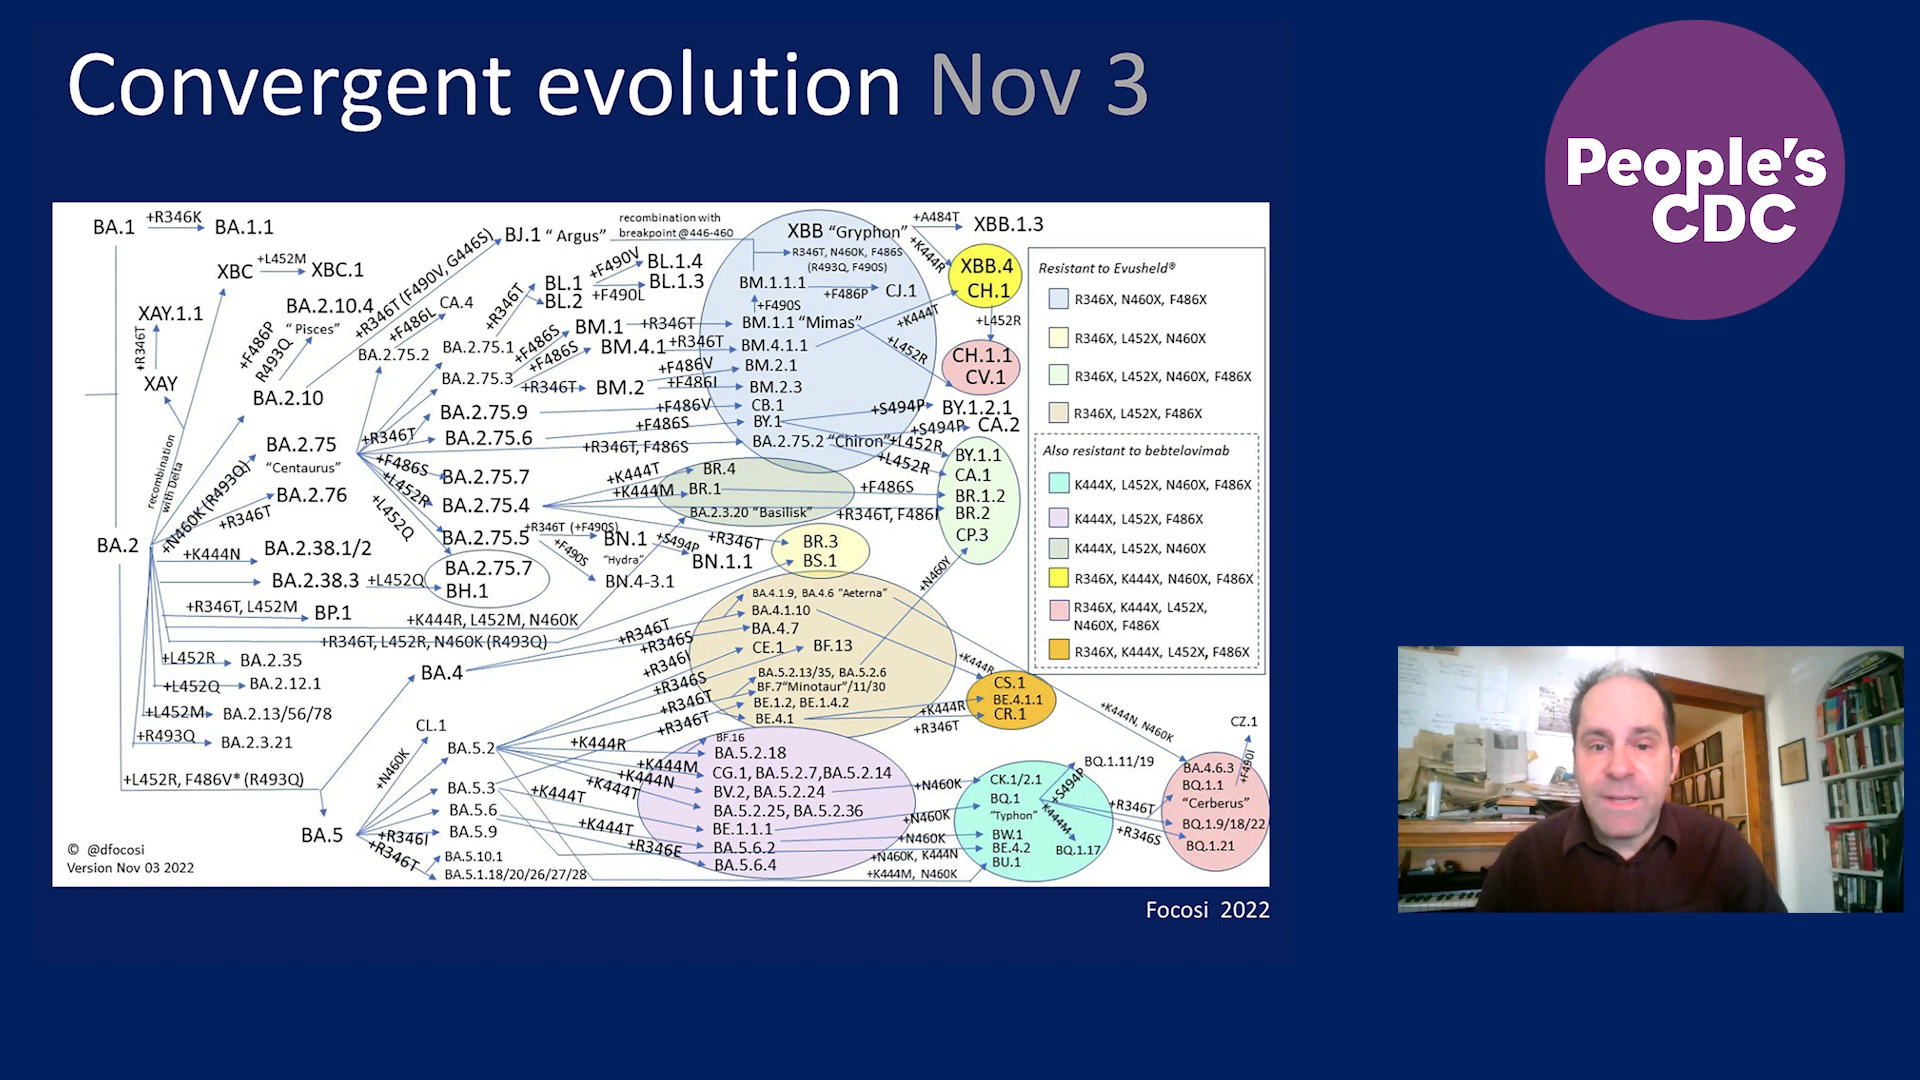 Convergent evolution Nov 3
People's
CDC
BA.1
+R346K
BA.1.1
XBC
+L452M
XBC.1
XAY.1.1
+R346T
XAY
recombination
with Delta
BA.2.10.4
"Pisces"
+F486P
R493Q
BA.2.10
+R346T (F490V, G446S)
BJ.1 "Argus"
recombination with
breakpoint @446-460
XBB "Gryphon"
R346T, N460K, F486S
(R493Q, F490S)
+A484T
XBB.1.3
+K444R
XBB.4
CH.1
+L452R
CH.1.1
CV.1
+F486L
CA.4
+R346T
BL.1
BL.2
+F490V
BL.1.4
+F490L
BL.1.3
BM.1.1.1
+F486P
CJ.1
+F490S
BM.1
+R346T
BM.1.1 "Mimas"
+K444T
+L452R
BM.4.1
+R346T
BM.4.1.1
BA.2.75.2
BA.2.75.1
+F486S
+F486S
BA.2.75.3
+R346T
BM.2
+F486V
BM.2.1
+F486I
BM.2.3
BA.2.75.9
+F486V
CB.1
BA.2.75.6
+F486S
BY.1
+S494P
BY.1.2.1
+S494P
CA.2
+R346T
+R346T, F486S
BA.2.75.2 "Chiron"
+L452R
+L452R
BA.2.75
"Centaurus"
+F486S
BA.2.75.7
+L452R
BA.2.75.4
+L452Q
BA.2.75.5
+K444T
BR.4
+K444M
BR.1
BA.2.3.20 "Basilisk"
+F486S
+R346T, F486I
BY.1.1
CA.1
BR.1.2
BR.2
CP.3
+N460K (R493Q)
BA.2.76
+R346T
BA.2
+K444N
BA.2.38.1/2
BA.2.38.3
+L452Q
BA.2.75.7
BH.1
+R346T (+F490S)
BN.1
"Hydra"
+S494P
BN.1.1
+F490S
BN.4-3.1
+R346T
BR.3
BS.1
+N460Y
+R346T, L452M
BP.1
+K444R, L452M, N460K
+R346T, L452R, N460K (R493Q)
+L452R
BA.2.35
+L452Q
BA.2.12.1
+L452M
BA.2.13/56/78
+R493Q
BA.2.3.21
+L452R, F486V* (R493Q)
BA.4
+R346T
+R346S
+R346I
+R346S
+R346T
+R346T
BA.4.1.9, BA.4.6 "Aeterna"
BA.4.1.10
BA.4.7
CE.1
BF.13
BA.5.2.13/35, BA.5.2.6
BF.7"Minotaur"/11/30
BE.1.2, BE.1.4.2
BE.4.1
+K444R
+K444R
+R346T
CS.1
BE.4.1.1
CR.1
+K444N, N460K
CL.1
+N460K
BA.5.2
BA.5.3
BA.5.6
BA.5.9
BA.5
+R346I
+R346T
BA.5.10.1
BA.5.1.18/20/26/27/28
+K444R
+K444M
+K444N
+K444T
+K444T
+K444T
+R346E
BF.16
BA.5.2.18
CG.1, BA.5.2.7,BA.5.2.14
BV.2, BA.5.2.24
BA.5.2.25, BA.5.2.36
BE.1.1.1
BA.5.6.2
BA.5.6.4
+N460K
+N460K
+N460K
+N460K, K444N
+K444M, N460K
CK.1/2.1
BQ.1
"Typhon"
BW.1
BE.4.2
BU.1
+S494P
BQ.1.11/19
K444M
BQ.1.17
+R346T
+R346S
CZ.1
+F490I
BA.4.6.3
BQ.1.1
"Cerberus"
BQ.1.9/18/22
BQ.1.21
Resistant to Evusheld®
R346X, N460X, F486X
R346X, L452X, N460X
R346X, L452X, N460X, F486X
R346X, L452X, F486X
Also resistant to bebtelovimab
K444X, L452X, N460X, F486X
K444X, L452X, F486X
K444X, L452X, N460X
R346X, K444X, N460X, F486X
R346X, K444X, L452X,
N460X, F486X
R346X, K444X, L452X, F486X
© @dfocosi
Version Nov 03 2022
Focosi 2022